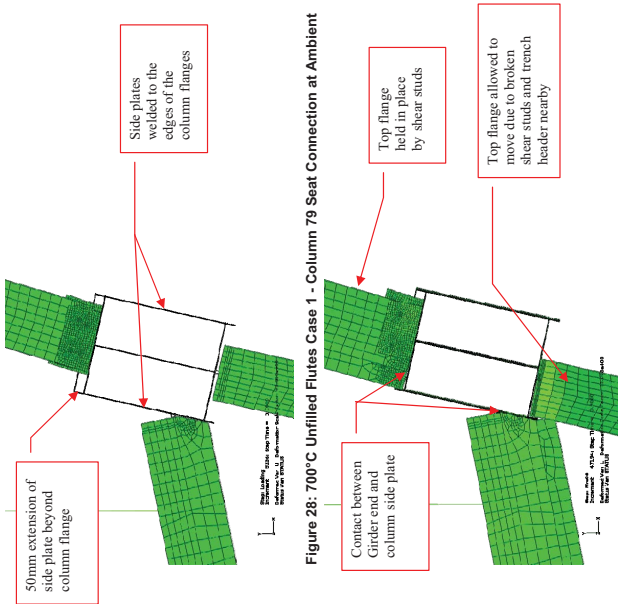 50mm extension of
side plate beyond
column flange
Side plates
welded to the
edges of the
column flanges
Step: Loading
Figure 28: 700°C Unfilled Flutes Case 1 - Column 79 Seat Connection at Ambient
Contact between
Girder end and
column side plate
Top flange
held in place
by shear studs
Top flange allowed to
move due to broken
shear studs and trench
header nearby